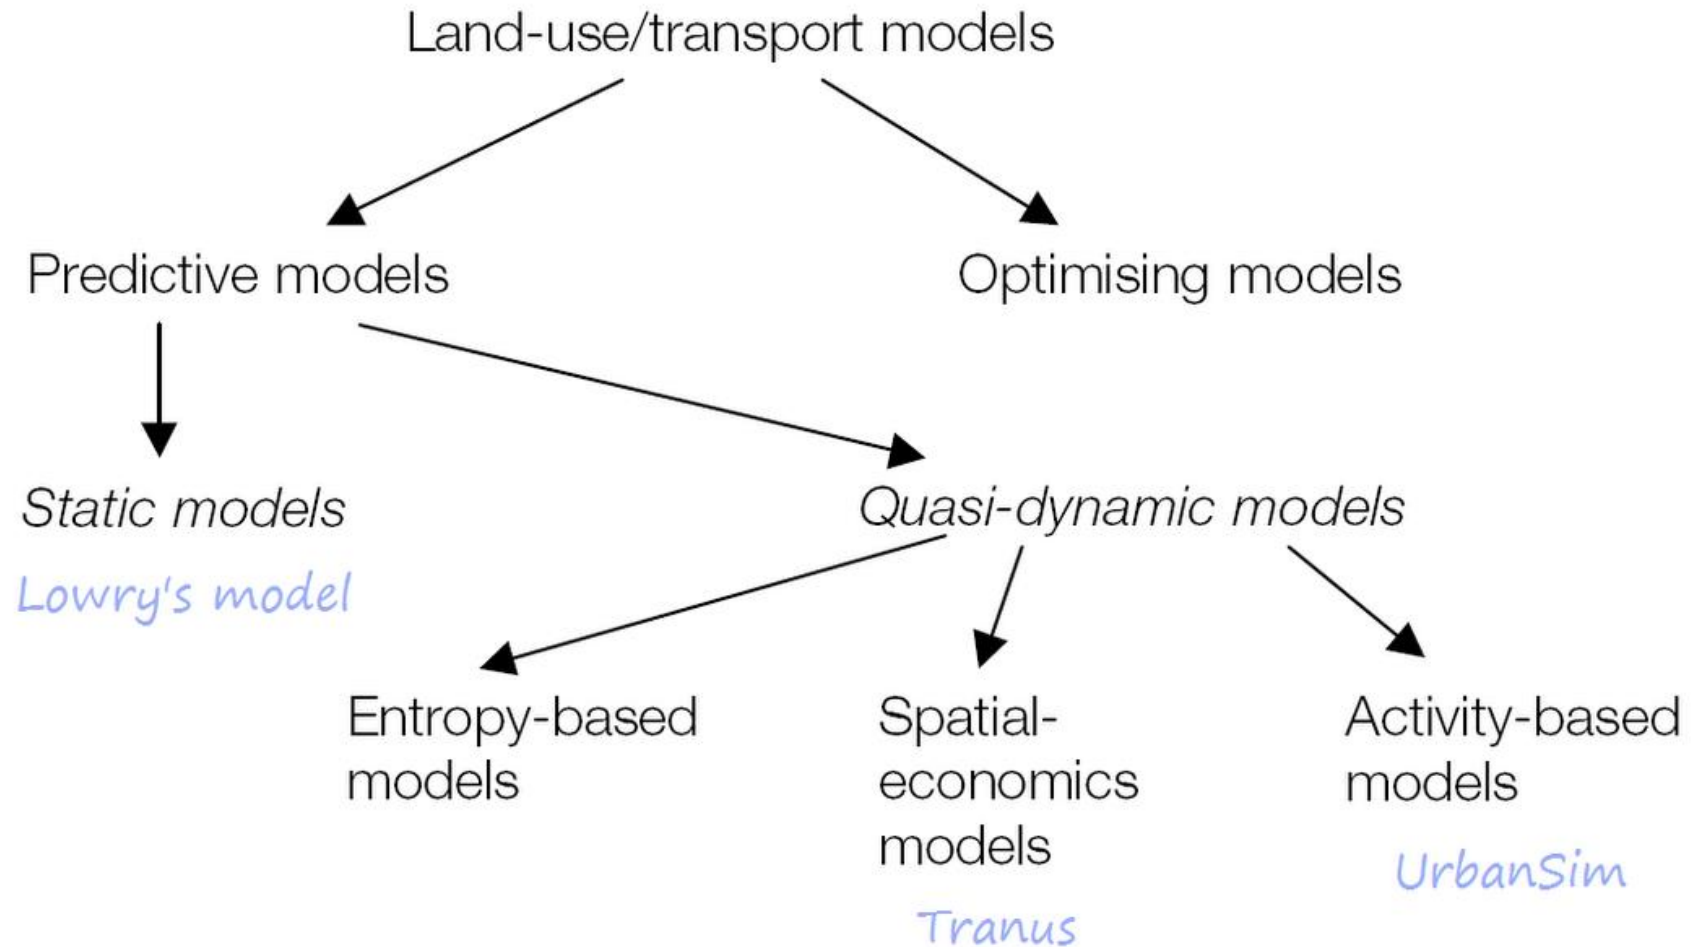 Land-use/transport models
Predictive models
Optimising models
Static models
Quasi-dynamic models
Lowry's model
Entropy-based
models
Spatial-
economics
models
Tranus
Activity-based
models
UrbanSim